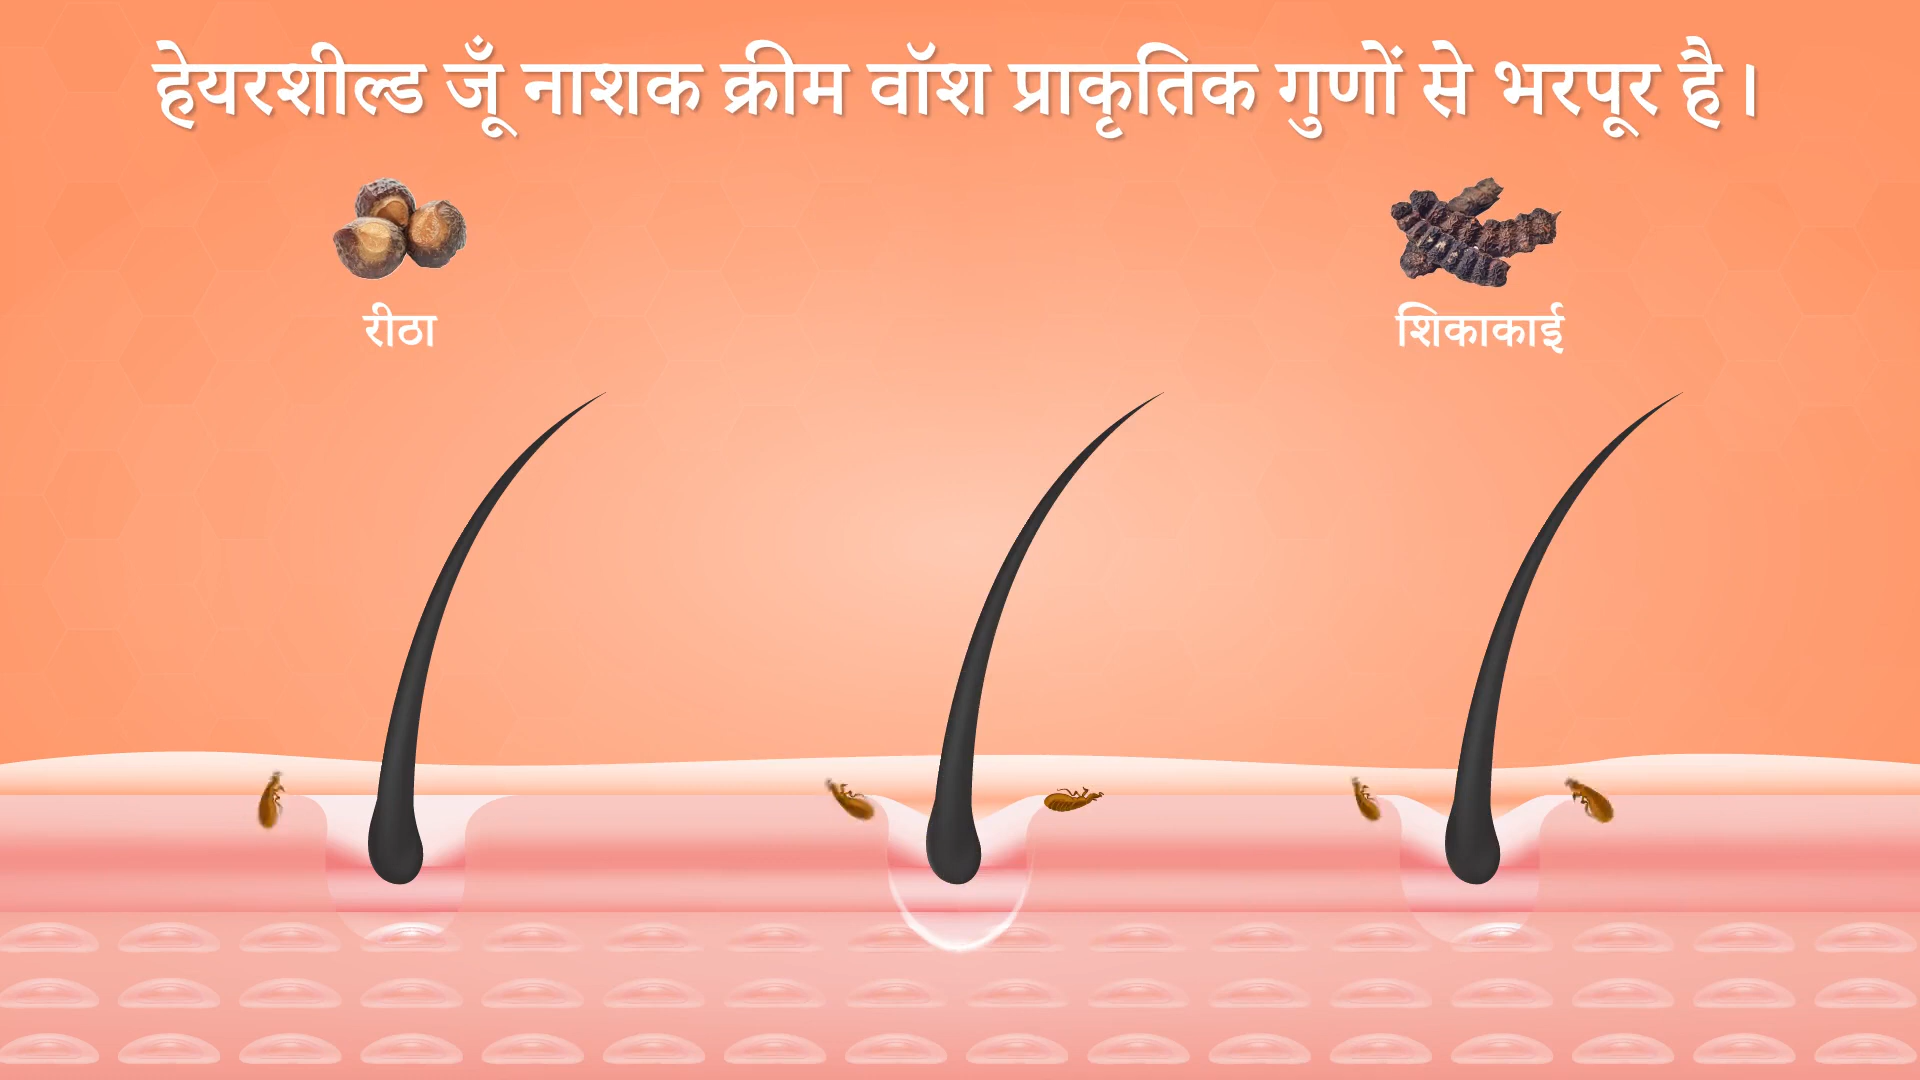 हेयरशील्ड जूँ नाशक क्रीम वॉश प्राकृतिक गुणों से भरपूर है।
रीठा
शिकाकाई